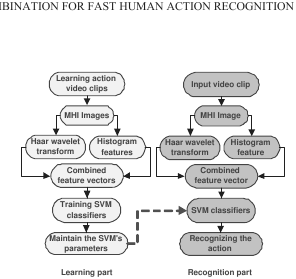 MBINATION FOR FAST HUMAN ACTION RECOGNITION
Learning action
video clips
MHI Images
Haar wavelet
transform
Histogram
features
Combined
feature vectors
Training SVM
classifiers
Maintain the SVM's
parameters
Learning part
Input video clip
MHI Image
Haar wavelet
transform
Histogram
feature
Combined
feature vector
SVM classifiers
Recognizing the
action
Recognition part